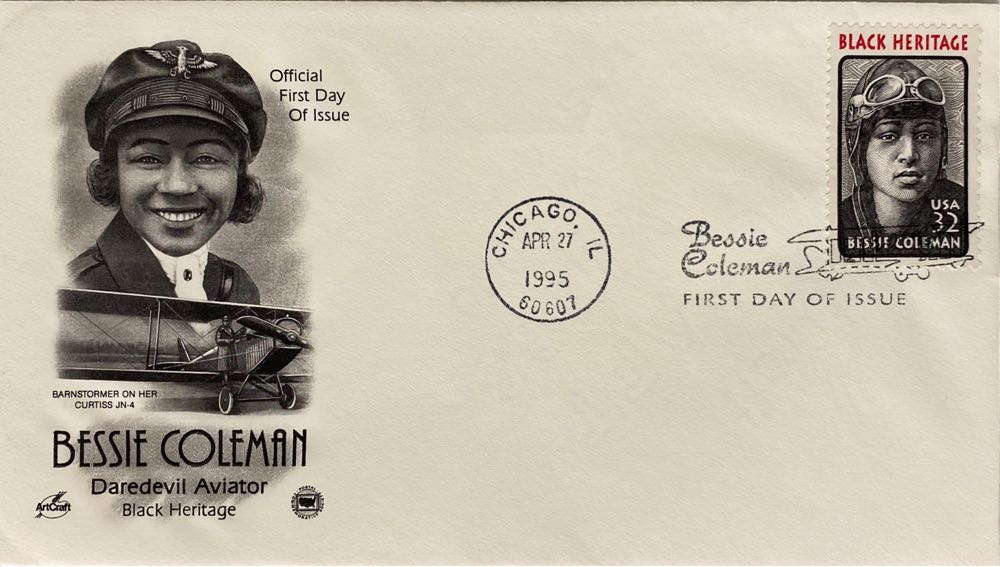 Official
First Day
Of Issue
BARNSTORMER ON HER
CURTISS JN-4
BESSIE COLEMAN
Daredevil Aviator
Black Heritage
ArtCraft
CHICAGO, IL
APR 27
1995
60607
Bessie
Coleman
FIRST DAY OF ISSUE
BLACK HERITAGE
USA
32
BESSIE COLEMAN